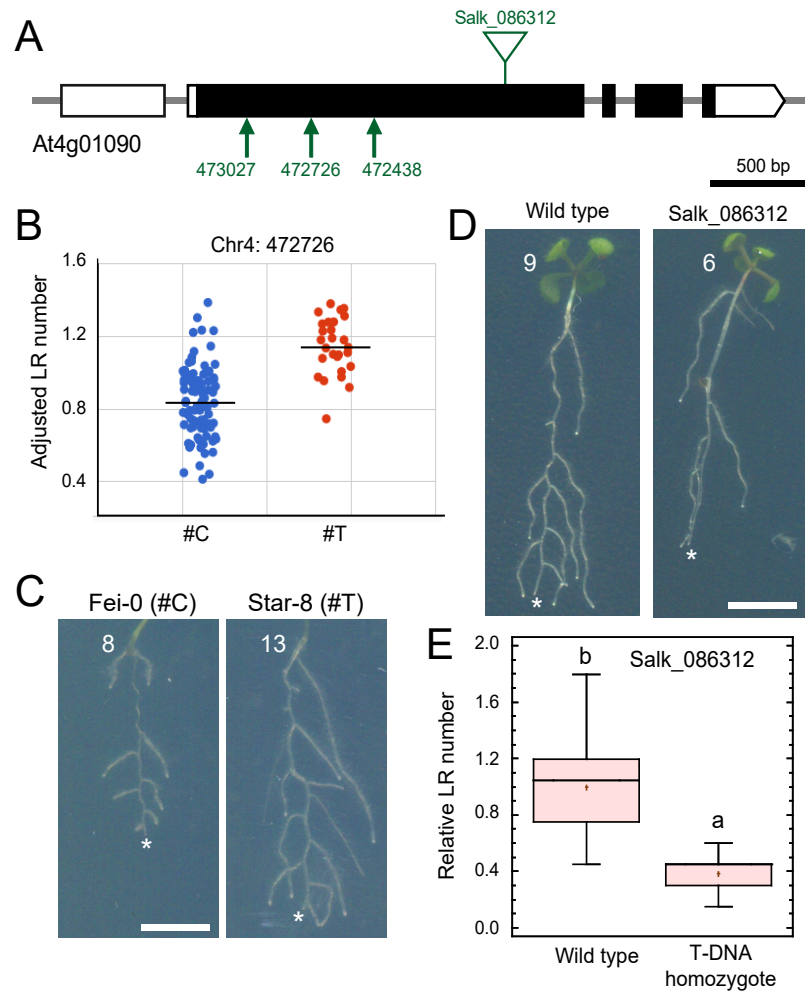 A
Salk_086312
At4g01090
473027 472726 472438
500 bp
B
Chr4: 472726
Adjusted LR number
1.6
1.2
0.8
0.4
#C #T
C
Fei-0 (#C) Star-8 (#T)
8 13
* *
D
Wild type Salk_086312
9 6
* *
E
Salk_086312
Relative LR number
2.0
1.6
1.2
0.8
0.4
0.0
b
a
Wild type
T-DNA
homozygote